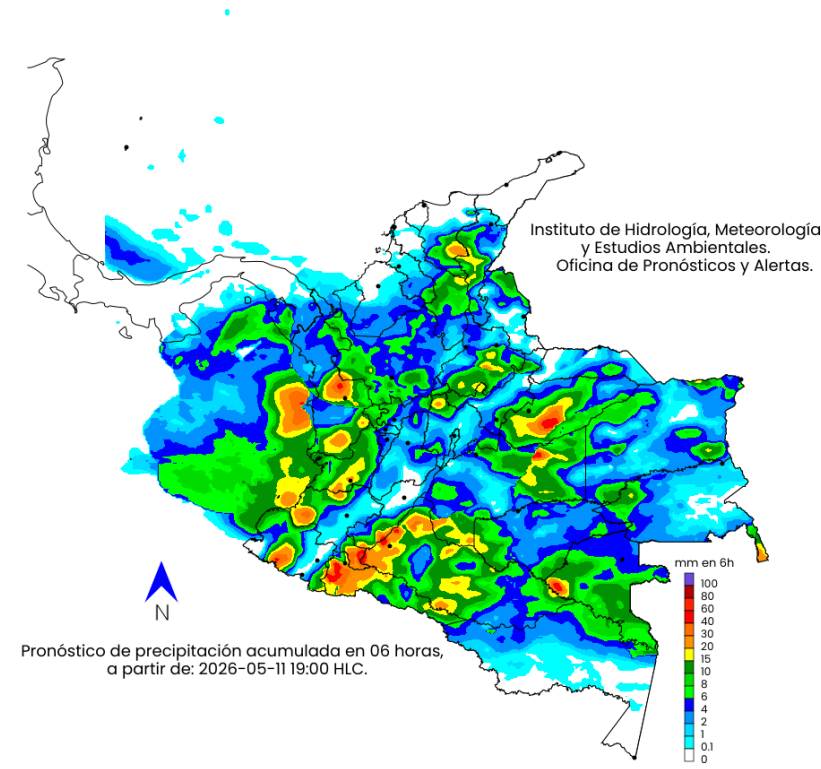 Instituto de Hidrología, Meteorología
y Estudios Ambientales.
Oficina de Pronósticos y Alertas.
D
N
mm en 6h
100
80
60
40
30
20
15
10
8
6
4
2
1
0.1
0
Pronóstico de precipitación acumulada en 06 horas,
a partir de: 2026-05-11 19:00 HLC.